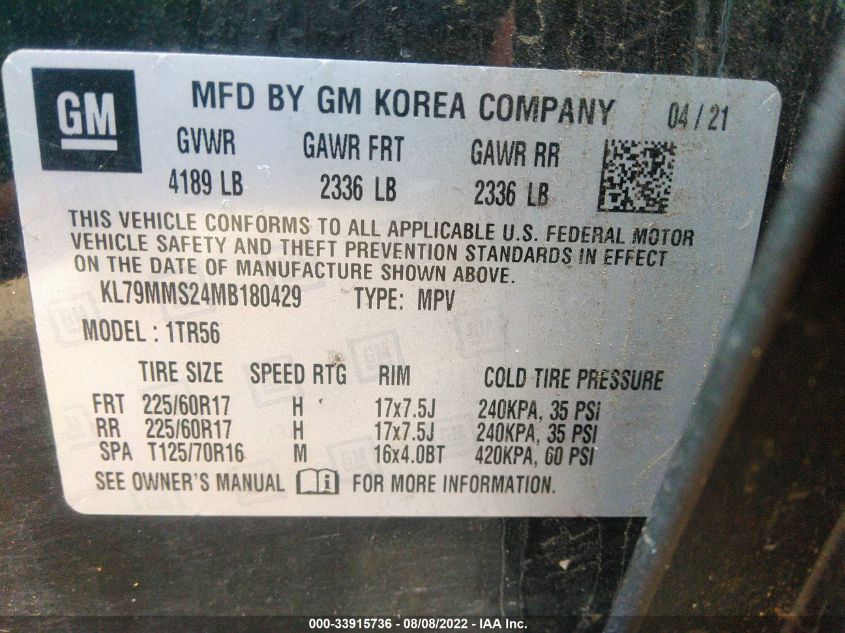 GM MFD BY GM KOREA COMPANY 04/21
GVWR GAWR FRT GAWR RR
4189 LB 2336 LB 2336 LB
THIS VEHICLE CONFORMS TO ALL APPLICABLE U.S. FEDERAL MOTOR
VEHICLE SAFETY AND THEFT PREVENTION STANDARDS IN EFFECT
ON THE DATE OF MANUFACTURE SHOWN ABOVE.
KL79MMS24MB180429 TYPE: MPV
MODEL : 1TR56
TIRE SIZE SPEED RTG RIM COLD TIRE PRESSURE
FRT 225/60R17 H 17x7.5J 240KPA, 35 PSI
RR 225/60R17 H 17x7.5J 240KPA, 35 PSI
SPA T125/70R16 M 16x4.0BT 420KPA, 60 PSI
SEE OWNER'S MANUAL i FOR MORE INFORMATION.
000-33915736 - 08/08/2022 - IAA Inc.